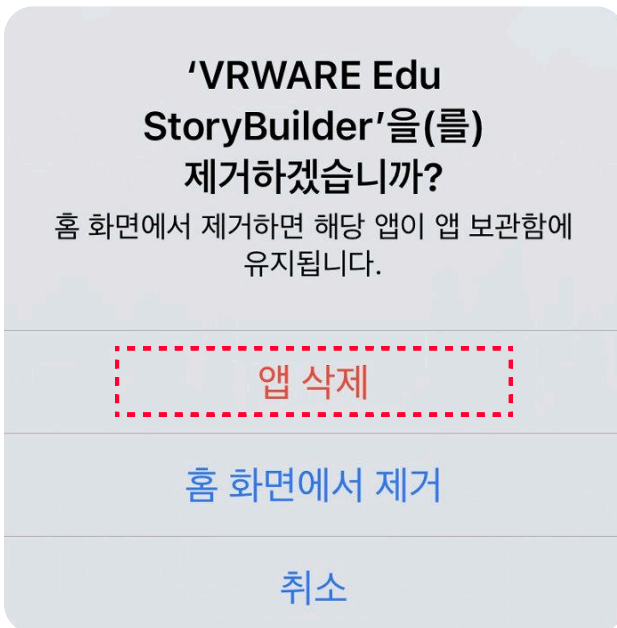 ‘VRWARE Edu
StoryBuilder’을(를)
제거하겠습니까?
홈 화면에서 제거하면 해당 앱이 앱 보관함에
유지됩니다.
앱 삭제
홈 화면에서 제거
취소